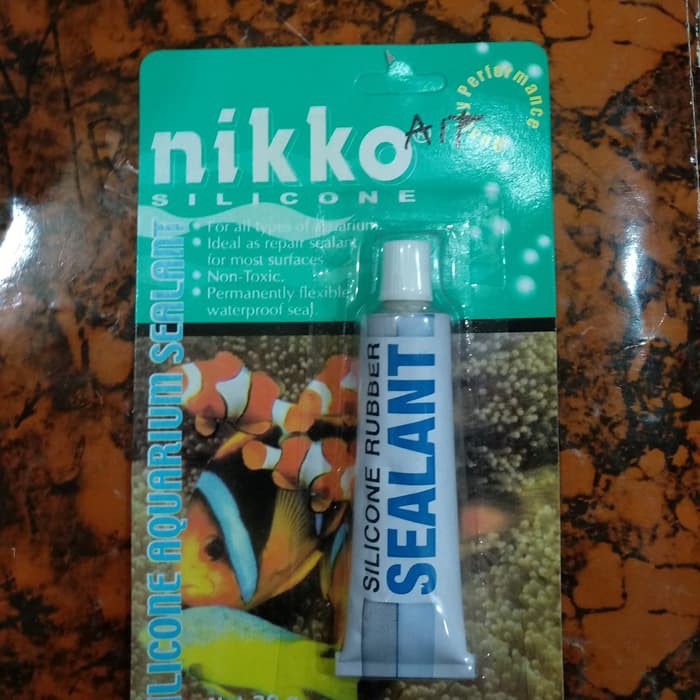 nikko
SILICONE
Performance
• For all types of aquarium.
• Ideal as repair sealant
for most surfaces
• Non-Toxic.
• Permanently flexible
waterproof seal.
SILICONE AQUARIUM SEALANT
SILICONE RUBBER
SEALANT